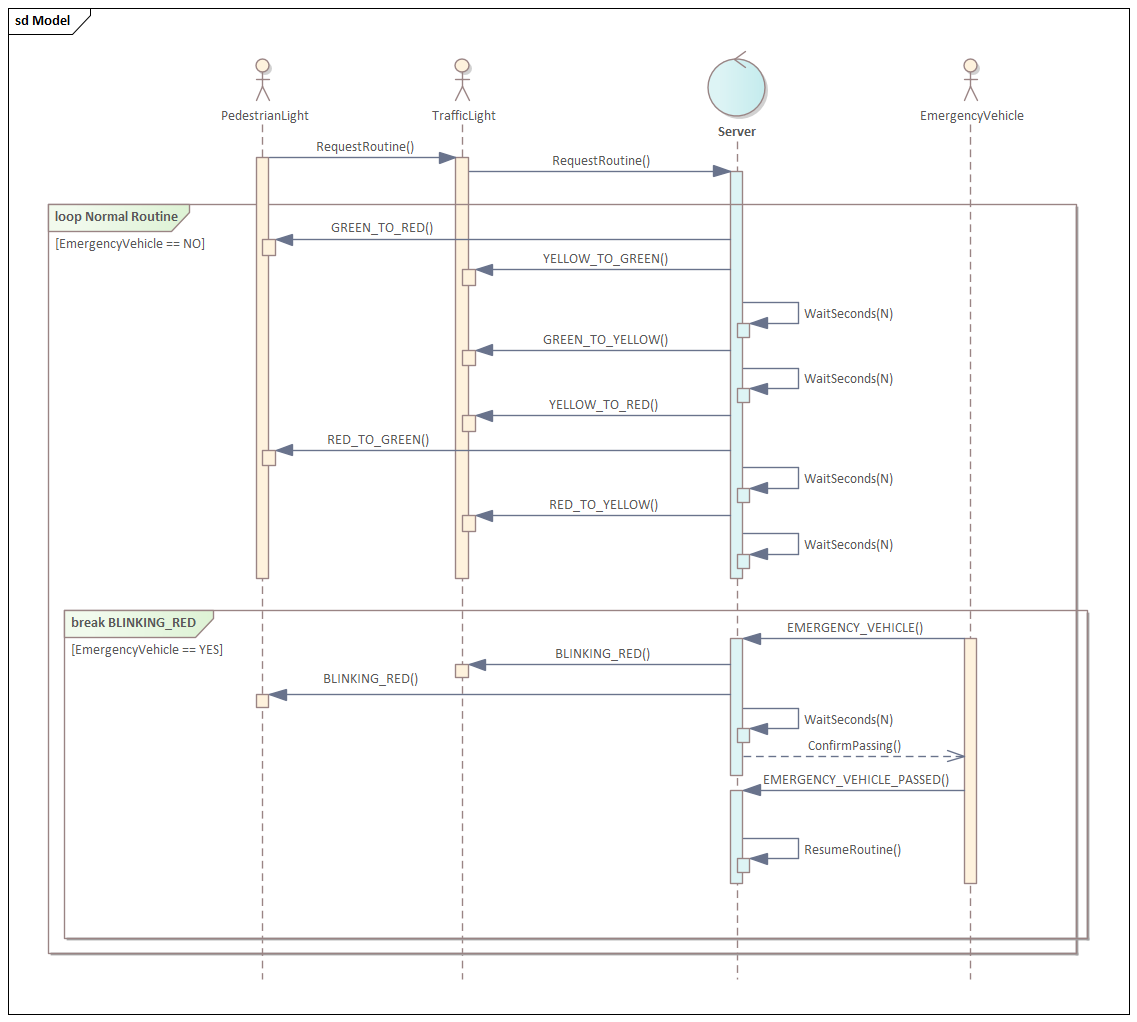 sd Model
PedestrianLight
TrafficLight
Server
EmergencyVehicle
RequestRoutine()
RequestRoutine()
loop Normal Routine
[EmergencyVehicle == NO]
GREEN_TO_RED()
YELLOW_TO_GREEN()
WaitSeconds(N)
GREEN_TO_YELLOW()
WaitSeconds(N)
YELLOW_TO_RED()
RED_TO_GREEN()
WaitSeconds(N)
RED_TO_YELLOW()
WaitSeconds(N)
break BLINKING_RED
[EmergencyVehicle == YES]
EMERGENCY_VEHICLE()
BLINKING_RED()
BLINKING_RED()
WaitSeconds(N)
ConfirmPassing()
EMERGENCY_VEHICLE_PASSED()
ResumeRoutine()